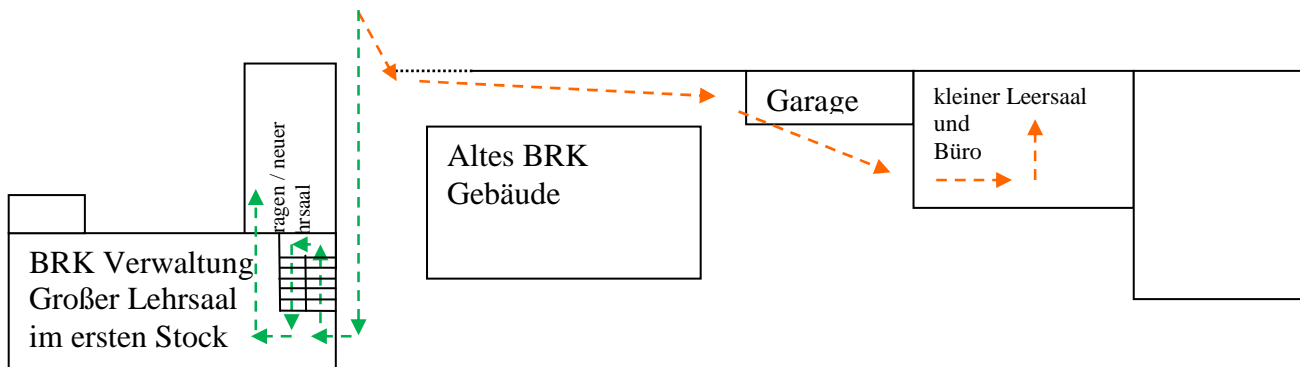 ragen / neuer
hrsaal
Garage
kleiner Leersaal
und
Büro
Altes BRK
Gebäude
BRK Verwaltung
Großer Lehrsaal
im ersten Stock